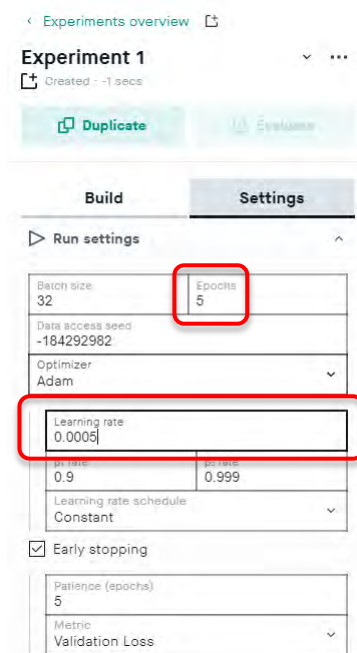 ‹ Experiments overview
Experiment 1
Created - -1 secs
Duplicate
Evaluate
Build
Settings
Run settings
Batch size
32
Epochs
5
Data access seed
-184292982
Optimizer
Adam
Learning rate
0.0005
0.9
0.999
Learning rate schedule
Constant
Early stopping
Patience (epochs)
5
Metric
Validation Loss